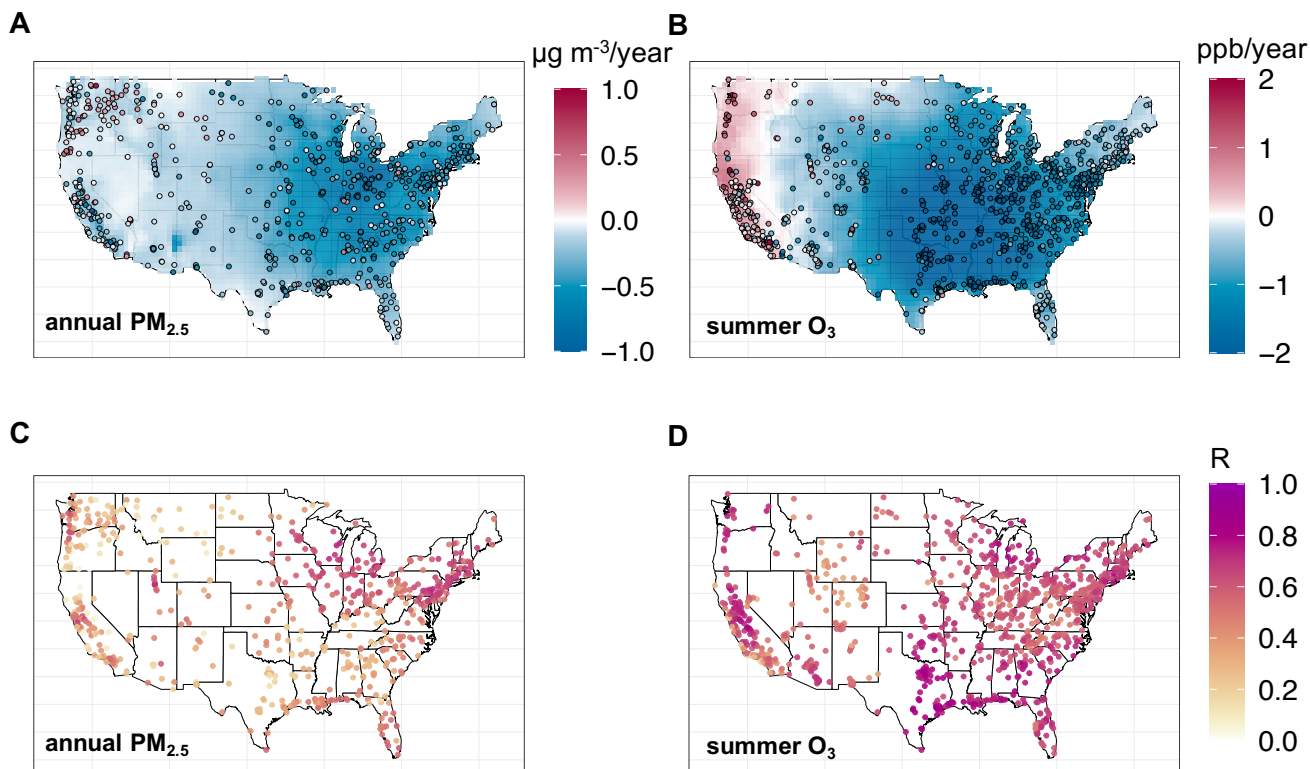 A
µg m⁻³/year
1.0
0.5
0.0
−0.5
−1.0
annual PM₂.₅
B
ppb/year
2
1
0
−1
−2
summer O₃
C
annual PM₂.₅
D
R
1.0
0.8
0.6
0.4
0.2
0.0
summer O₃